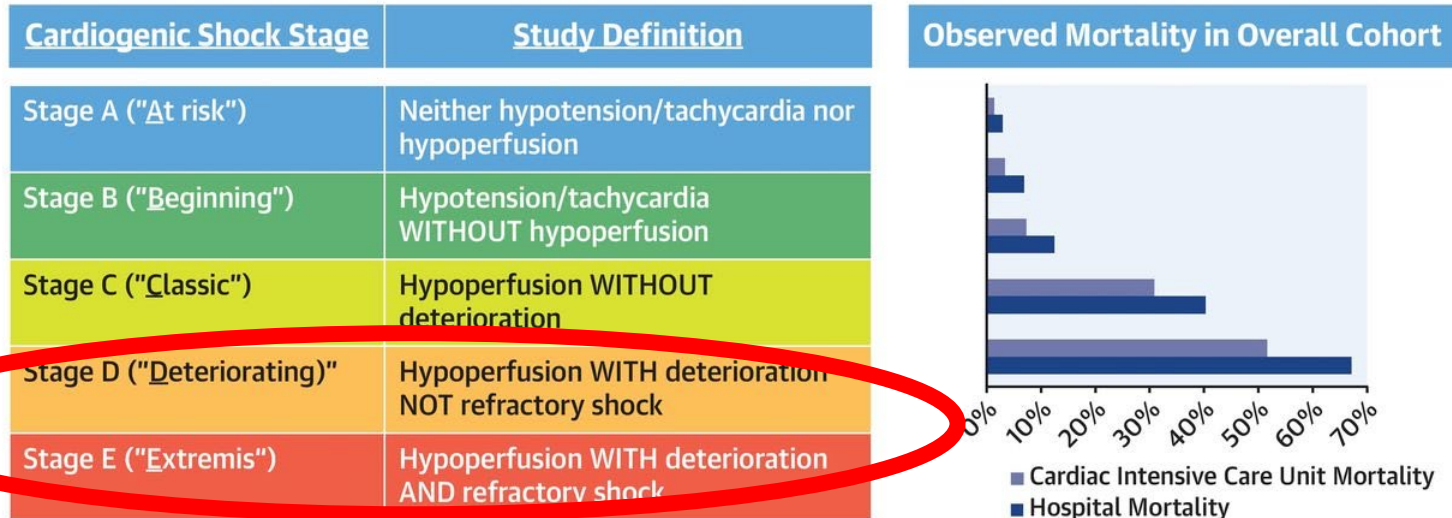 Cardiogenic Shock Stage
Study Definition
Stage A ("At risk")
Neither hypotension/tachycardia nor
hypoperfusion
Stage B ("Beginning")
Hypotension/tachycardia
WITHOUT hypoperfusion
Stage C ("Classic")
Hypoperfusion WITHOUT
deterioration
Stage D ("Deteriorating)"
Hypoperfusion WITH deterioration
NOT refractory shock
Stage E ("Extremis")
Hypoperfusion WITH deterioration
AND refractory shock
Observed Mortality in Overall Cohort
0% 10% 20% 30% 40% 50% 60% 70%
Cardiac Intensive Care Unit Mortality
Hospital Mortality